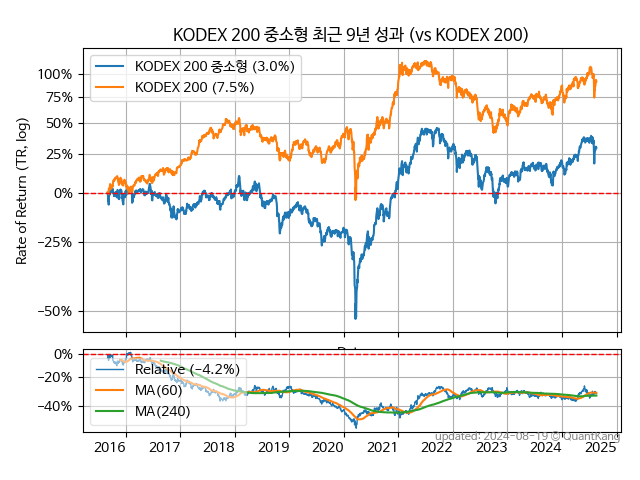 KODEX 200 중소형 최근 9년 성과 (vs KODEX 200)
KODEX 200 중소형 (3.0%)
KODEX 200 (7.5%)
Rate of Return (TR, log)
100%
75%
50%
25%
0%
−25%
−50%
Relative (−4.2%)
MA(60)
MA(240)
0%
−20%
−40%
updated: 2024-08-19 © QuantKang
2016 2017 2018 2019 2020 2021 2022 2023 2024 2025